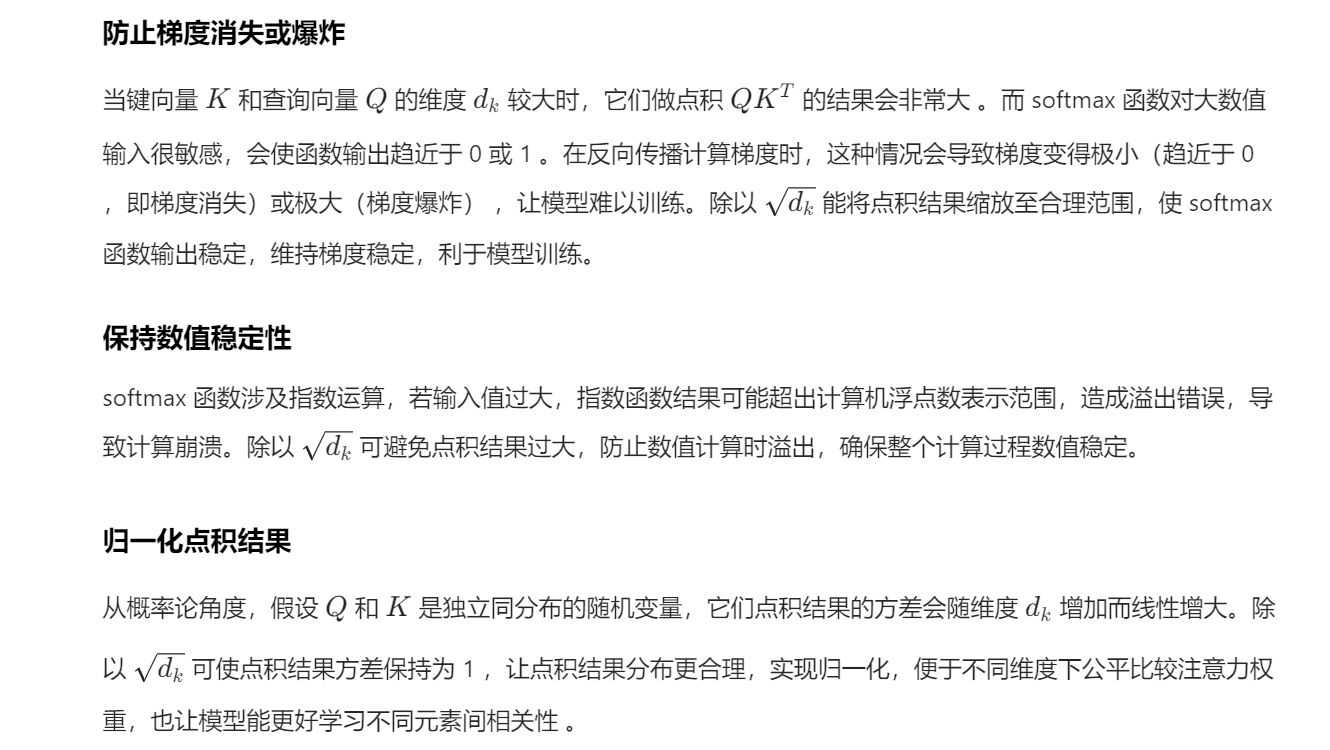 防止梯度消失或爆炸
当键向量 K 和查询向量 Q 的维度 d_k 较大时，它们做点积 QK^T 的结果会非常大 。而 softmax 函数对大数值
输入很敏感，会使函数输出趋近于 0 或 1 。在反向传播计算梯度时，这种情况会导致梯度变得极小（趋近于 0
，即梯度消失）或极大（梯度爆炸） ，让模型难以训练。除以 √d_k 能将点积结果缩放至合理范围，使 softmax
函数输出稳定，维持梯度稳定，利于模型训练。
保持数值稳定性
softmax 函数涉及指数运算，若输入值过大，指数函数结果可能超出计算机浮点数表示范围，造成溢出错误，导
致计算崩溃。除以 √d_k 可避免点积结果过大，防止数值计算时溢出，确保整个计算过程数值稳定。
归一化点积结果
从概率论角度，假设 Q 和 K 是独立同分布的随机变量，它们点积结果的方差会随维度 d_k 增加而线性增大。除
以 √d_k 可使点积结果方差保持为 1 ，让点积结果分布更合理，实现归一化，便于不同维度下公平比较注意力权
重，也让模型能更好学习不同元素间相关性 。